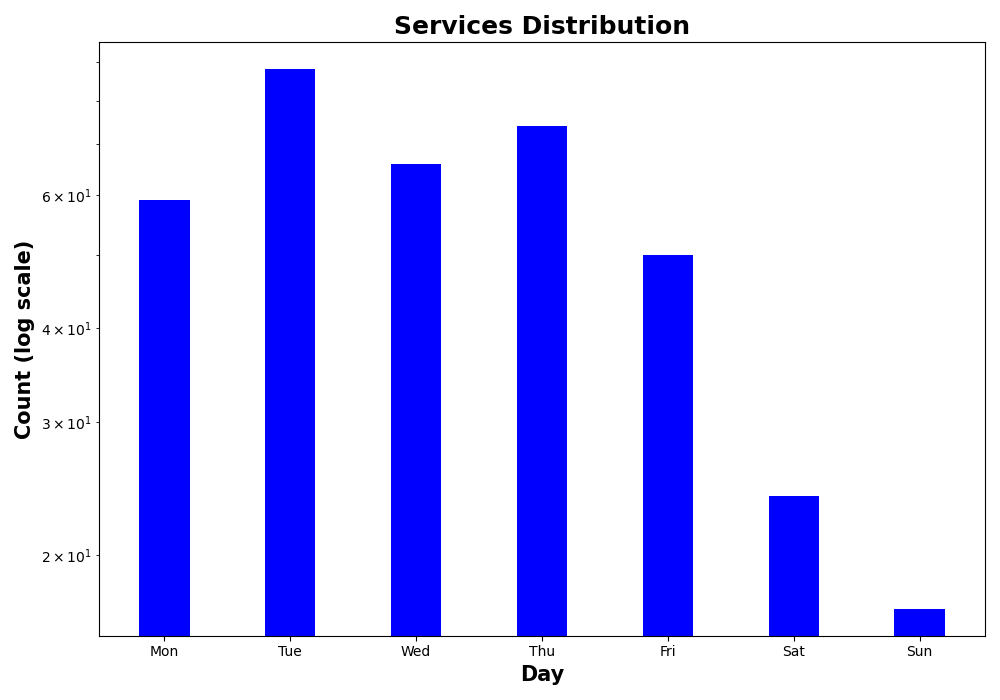 Services Distribution
Count (log scale)
6 × 10¹
4 × 10¹
3 × 10¹
2 × 10¹
Mon Tue Wed Thu Fri Sat Sun
Day